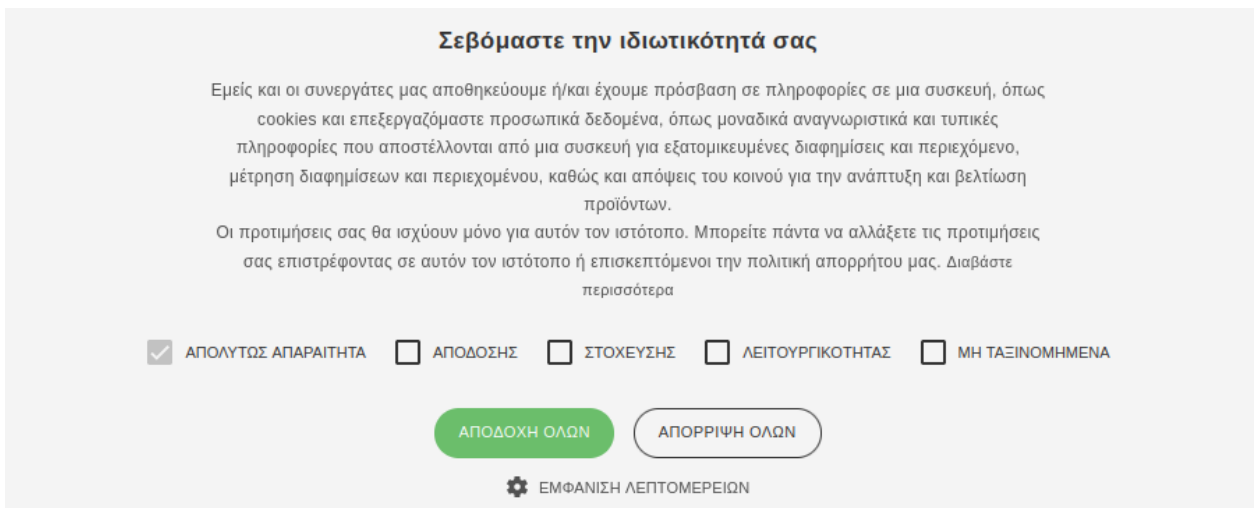 Σεβόμαστε την ιδιωτικότητά σας
Εμείς και οι συνεργάτες μας αποθηκεύουμε ή/και έχουμε πρόσβαση σε πληροφορίες σε μια συσκευή, όπως
cookies και επεξεργαζόμαστε προσωπικά δεδομένα, όπως μοναδικά αναγνωριστικά και τυπικές
πληροφορίες που αποστέλλονται από μια συσκευή για εξατομικευμένες διαφημίσεις και περιεχόμενο,
μέτρηση διαφημίσεων και περιεχομένου, καθώς και απόψεις του κοινού για την ανάπτυξη και βελτίωση
προϊόντων.
Οι προτιμήσεις σας θα ισχύουν μόνο για αυτόν τον ιστότοπο. Μπορείτε πάντα να αλλάξετε τις προτιμήσεις
σας επιστρέφοντας σε αυτόν τον ιστότοπο ή επισκεπτόμενοι την πολιτική απορρήτου μας. Διαβάστε
περισσότερα
ΑΠΟΛΥΤΩΣ ΑΠΑΡΑΙΤΗΤΑ ΑΠΟΔΟΣΗΣ ΣΤΟΧΕΥΣΗΣ ΛΕΙΤΟΥΡΓΙΚΟΤΗΤΑΣ ΜΗ ΤΑΞΙΝΟΜΗΜΕΝΑ
ΑΠΟΔΟΧΗ ΟΛΩΝ ΑΠΟΡΡΙΨΗ ΟΛΩΝ
ΕΜΦΑΝΙΣΗ ΛΕΠΤΟΜΕΡΕΙΩΝ